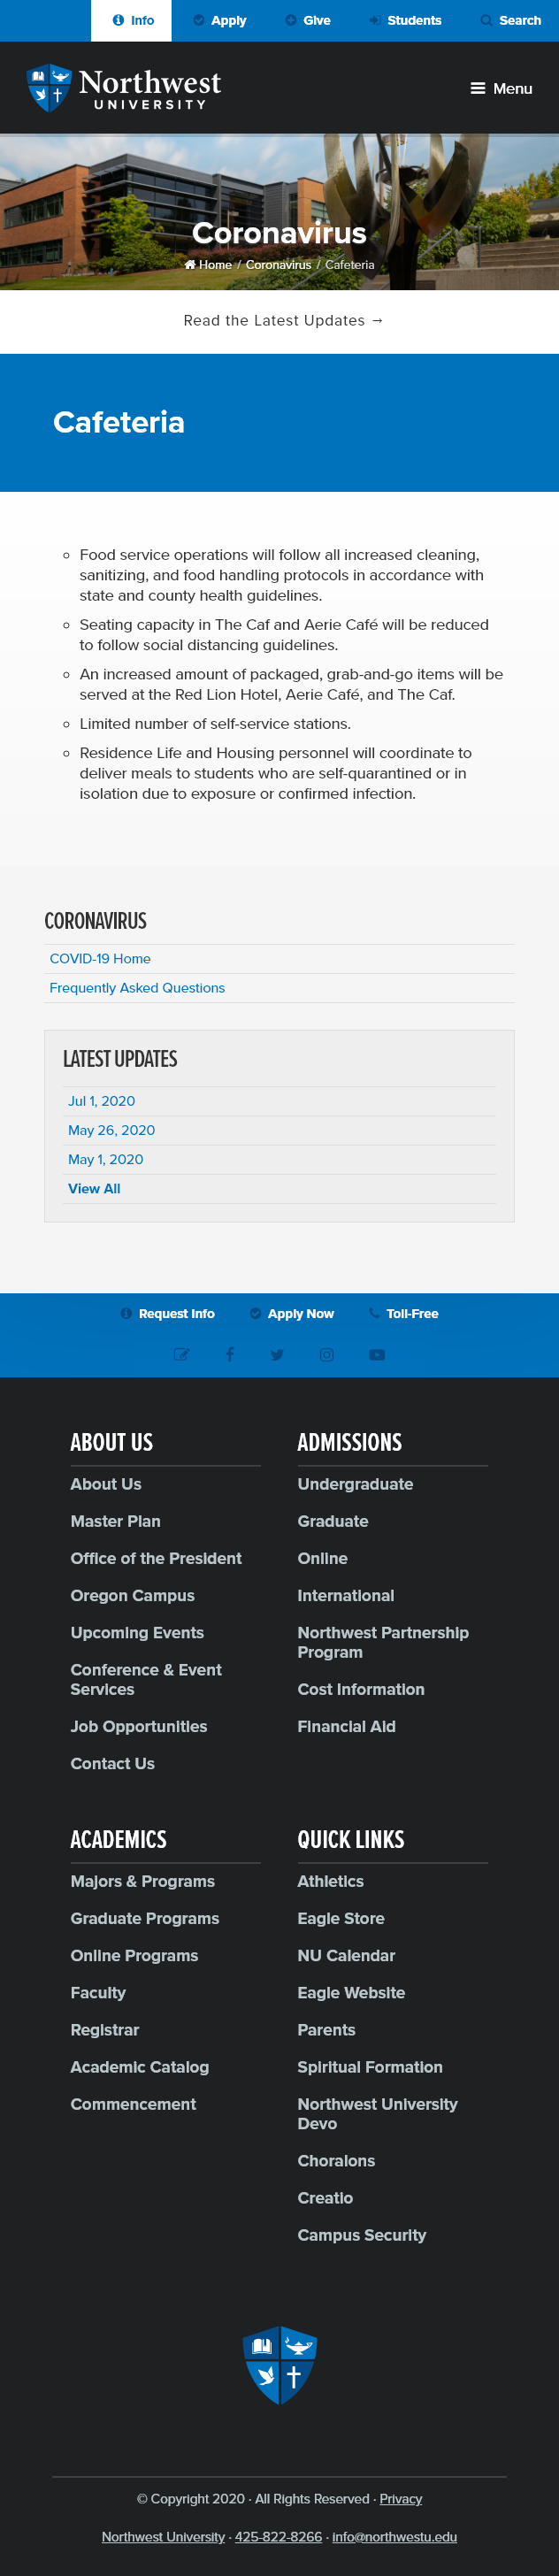 Info Apply Give Students Search
Northwest
UNIVERSITY
Menu
Coronavirus
Home / Coronavirus / Cafeteria
Read the Latest Updates →
Cafeteria
Food service operations will follow all increased cleaning,
sanitizing, and food handling protocols in accordance with
state and county health guidelines.
Seating capacity in The Caf and Aerie Café will be reduced
to follow social distancing guidelines.
An increased amount of packaged, grab-and-go items will be
served at the Red Lion Hotel, Aerie Café, and The Caf.
Limited number of self-service stations.
Residence Life and Housing personnel will coordinate to
deliver meals to students who are self-quarantined or in
isolation due to exposure or confirmed infection.
CORONAVIRUS
COVID-19 Home
Frequently Asked Questions
LATEST UPDATES
Jul 1, 2020
May 26, 2020
May 1, 2020
View All
Request Info Apply Now Toll-Free
ABOUT US
About Us
Master Plan
Office of the President
Oregon Campus
Upcoming Events
Conference & Event
Services
Job Opportunities
Contact Us
ADMISSIONS
Undergraduate
Graduate
Online
International
Northwest Partnership
Program
Cost Information
Financial Aid
ACADEMICS
Majors & Programs
Graduate Programs
Online Programs
Faculty
Registrar
Academic Catalog
Commencement
QUICK LINKS
Athletics
Eagle Store
NU Calendar
Eagle Website
Parents
Spiritual Formation
Northwest University
Devo
Choralons
Creatio
Campus Security
© Copyright 2020 · All Rights Reserved · Privacy
Northwest University · 425-822-8266 · info@northwestu.edu